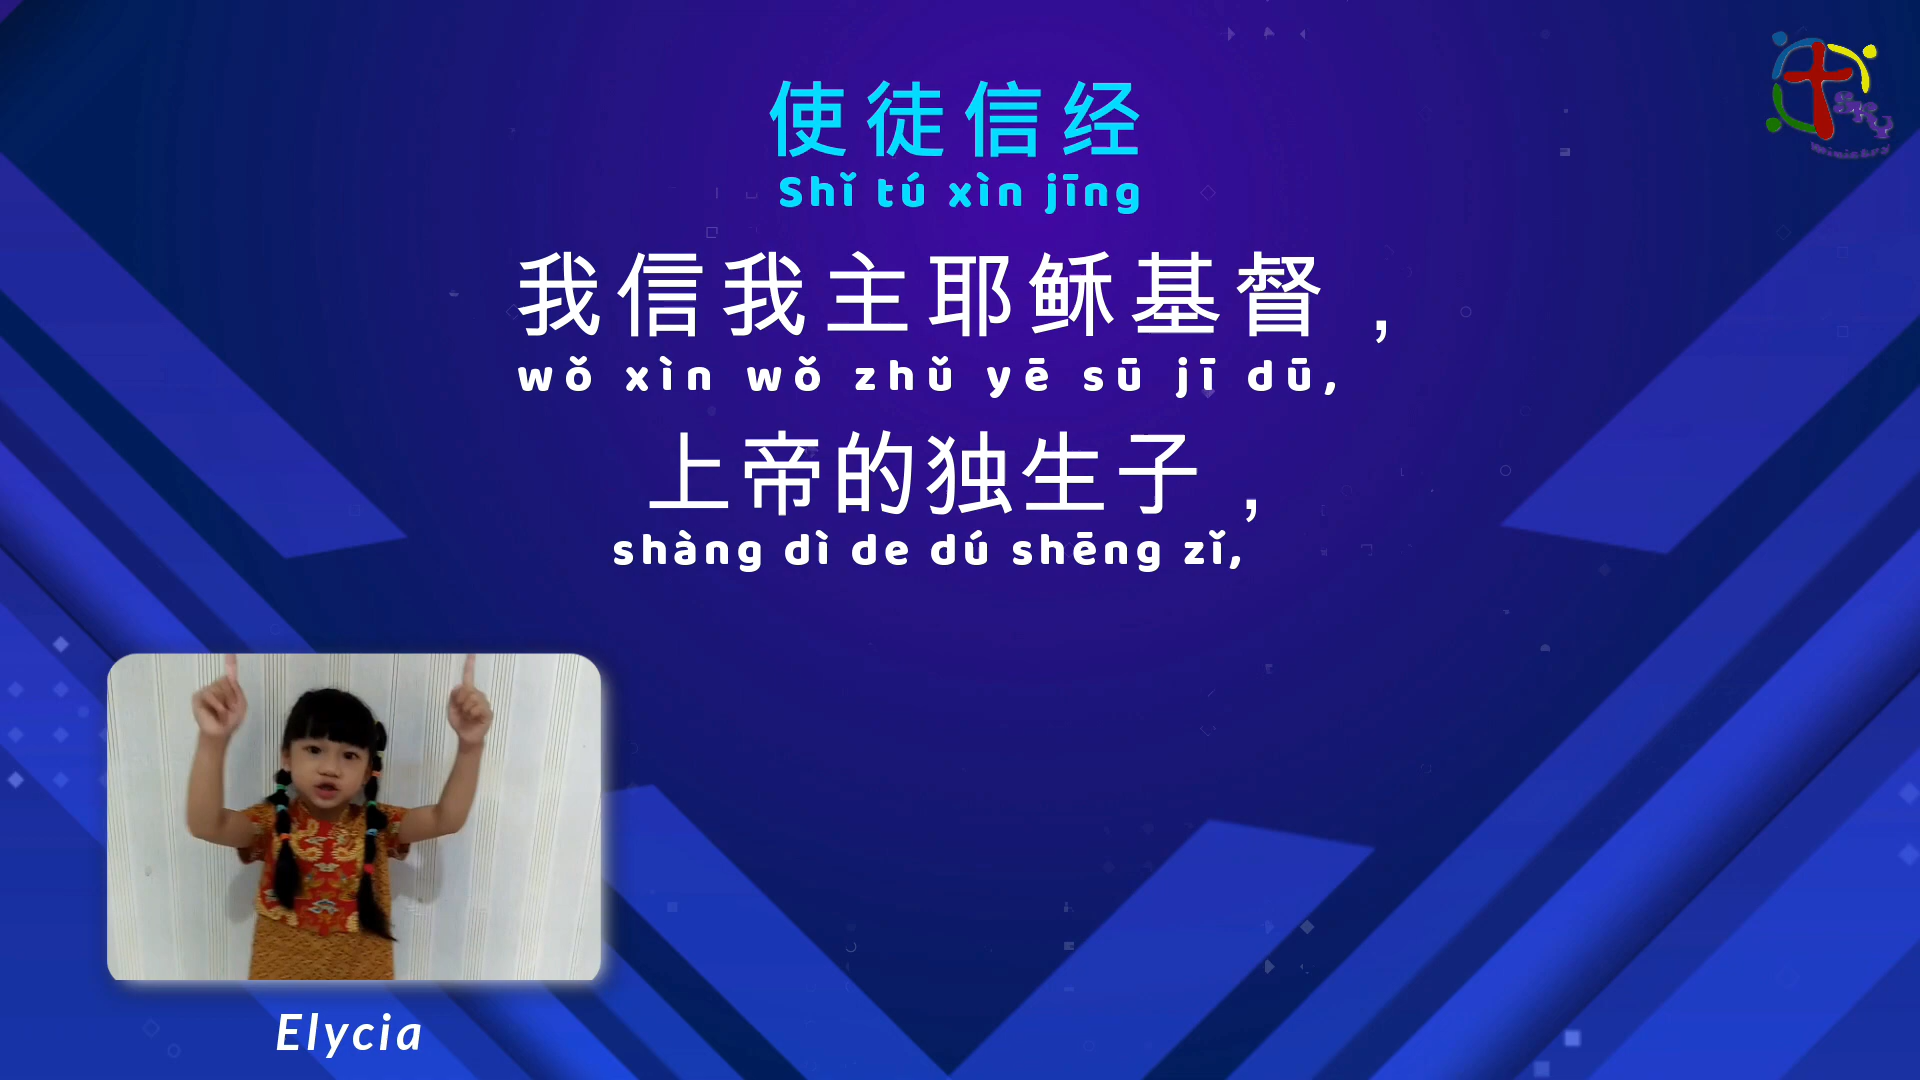 使徒信经
Shǐ tú xìn jīng
我信我主耶稣基督，
wǒ xìn wǒ zhǔ yē sū jī dū,
上帝的独生子，
shàng dì de dú shēng zǐ,
Elycia